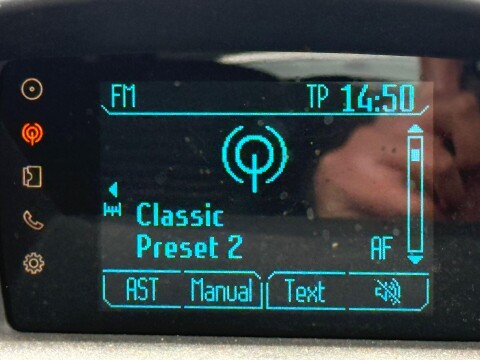 FM TP 14:50
Classic
Preset 2 AF
AST Manual Text